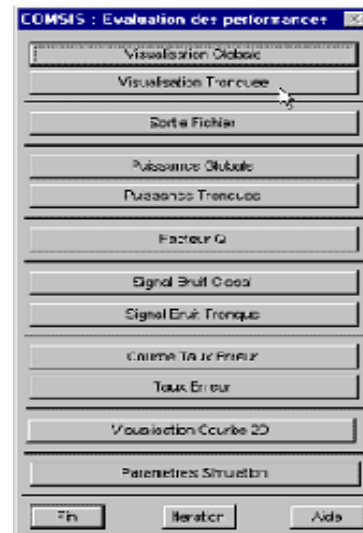 COMSIS : Evaluation des performances
Visualisation Globale
Visualisation Tronquee
Sortie Fichier
Puissance Globale
Puissance Tronquee
Facteur Q
Signal Bruit Global
Signal Bruit Tronque
Courbe Taux Erreur
Taux Erreur
Visualisation Courbe 2D
Parametres Simulation
Fin Iteration Aide